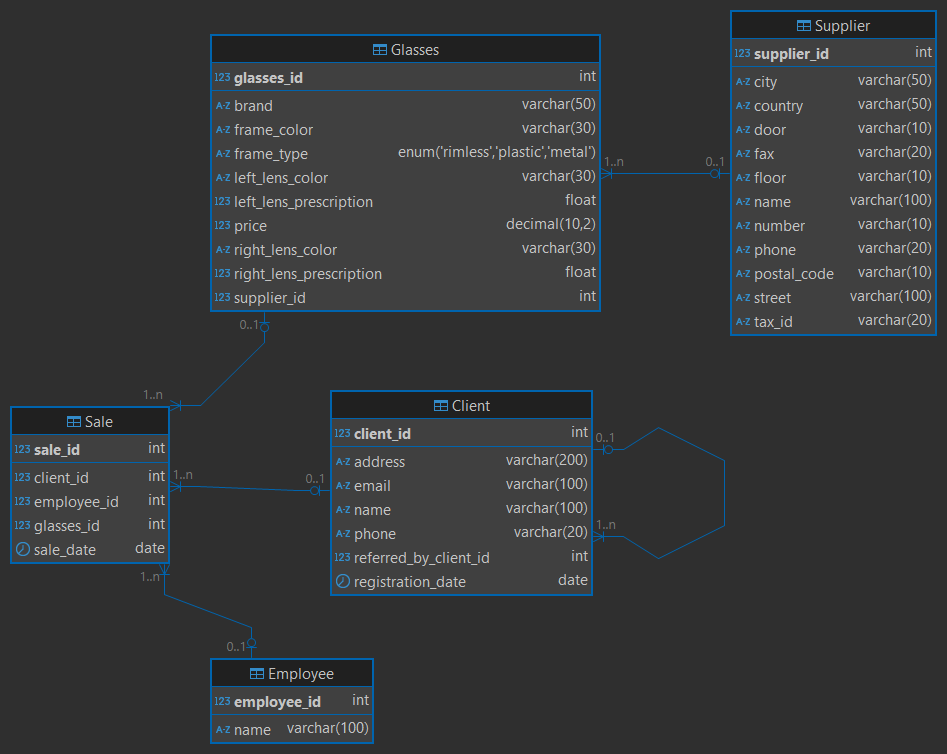 Glasses
123 glasses_id int
A-Z brand varchar(50)
A-Z frame_color varchar(30)
A-Z frame_type enum('rimless','plastic','metal')
A-Z left_lens_color varchar(30)
123 left_lens_prescription float
123 price decimal(10,2)
A-Z right_lens_color varchar(30)
123 right_lens_prescription float
123 supplier_id int
1..n
0..1
Supplier
123 supplier_id int
A-Z city varchar(50)
A-Z country varchar(50)
A-Z door varchar(10)
A-Z fax varchar(20)
A-Z floor varchar(10)
A-Z name varchar(100)
A-Z number varchar(10)
A-Z phone varchar(20)
A-Z postal_code varchar(10)
A-Z street varchar(100)
A-Z tax_id varchar(20)
0..1
1..n
Sale
123 sale_id int
123 client_id int
123 employee_id int
123 glasses_id int
sale_date date
1..n
0..1
Client
123 client_id int
A-Z address varchar(200)
A-Z email varchar(100)
A-Z name varchar(100)
A-Z phone varchar(20)
123 referred_by_client_id int
registration_date date
0..1
1..n
1..n
0..1
Employee
123 employee_id int
A-Z name varchar(100)